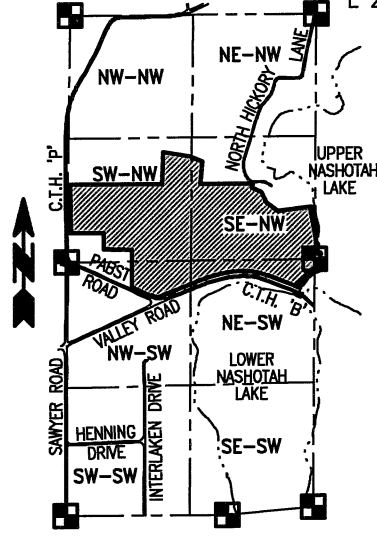 L 2
NE-NW
LANE
NW-NW
NORTH HICKORY
C.T.H. 'P'
SW-NW
UPPER
NASHOTAH
LAKE
SE-NW
N
PABST
ROAD
C.T.H. 'B'
VALLEY ROAD
NE-SW
NW-SW
LOWER
NASHOTAH
LAKE
SAWYER ROAD
INTERLAKEN DRIVE
HENNING
DRIVE
SE-SW
SW-SW